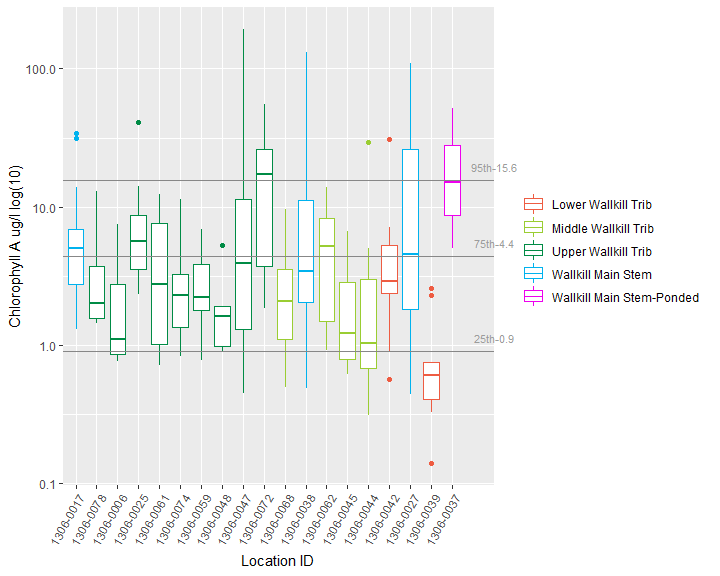 Chlorophyll A ug/l log(10)
100.0
10.0
1.0
0.1
95th-15.6
75th-4.4
25th-0.9
1306-0017
1306-0078
1306-0006
1306-0025
1306-0061
1306-0074
1306-0059
1306-0048
1306-0047
1306-0072
1306-0068
1306-0038
1306-0062
1306-0045
1306-0044
1306-0042
1306-0027
1306-0039
1306-0037
Location ID
Lower Wallkill Trib
Middle Wallkill Trib
Upper Wallkill Trib
Wallkill Main Stem
Wallkill Main Stem-Ponded